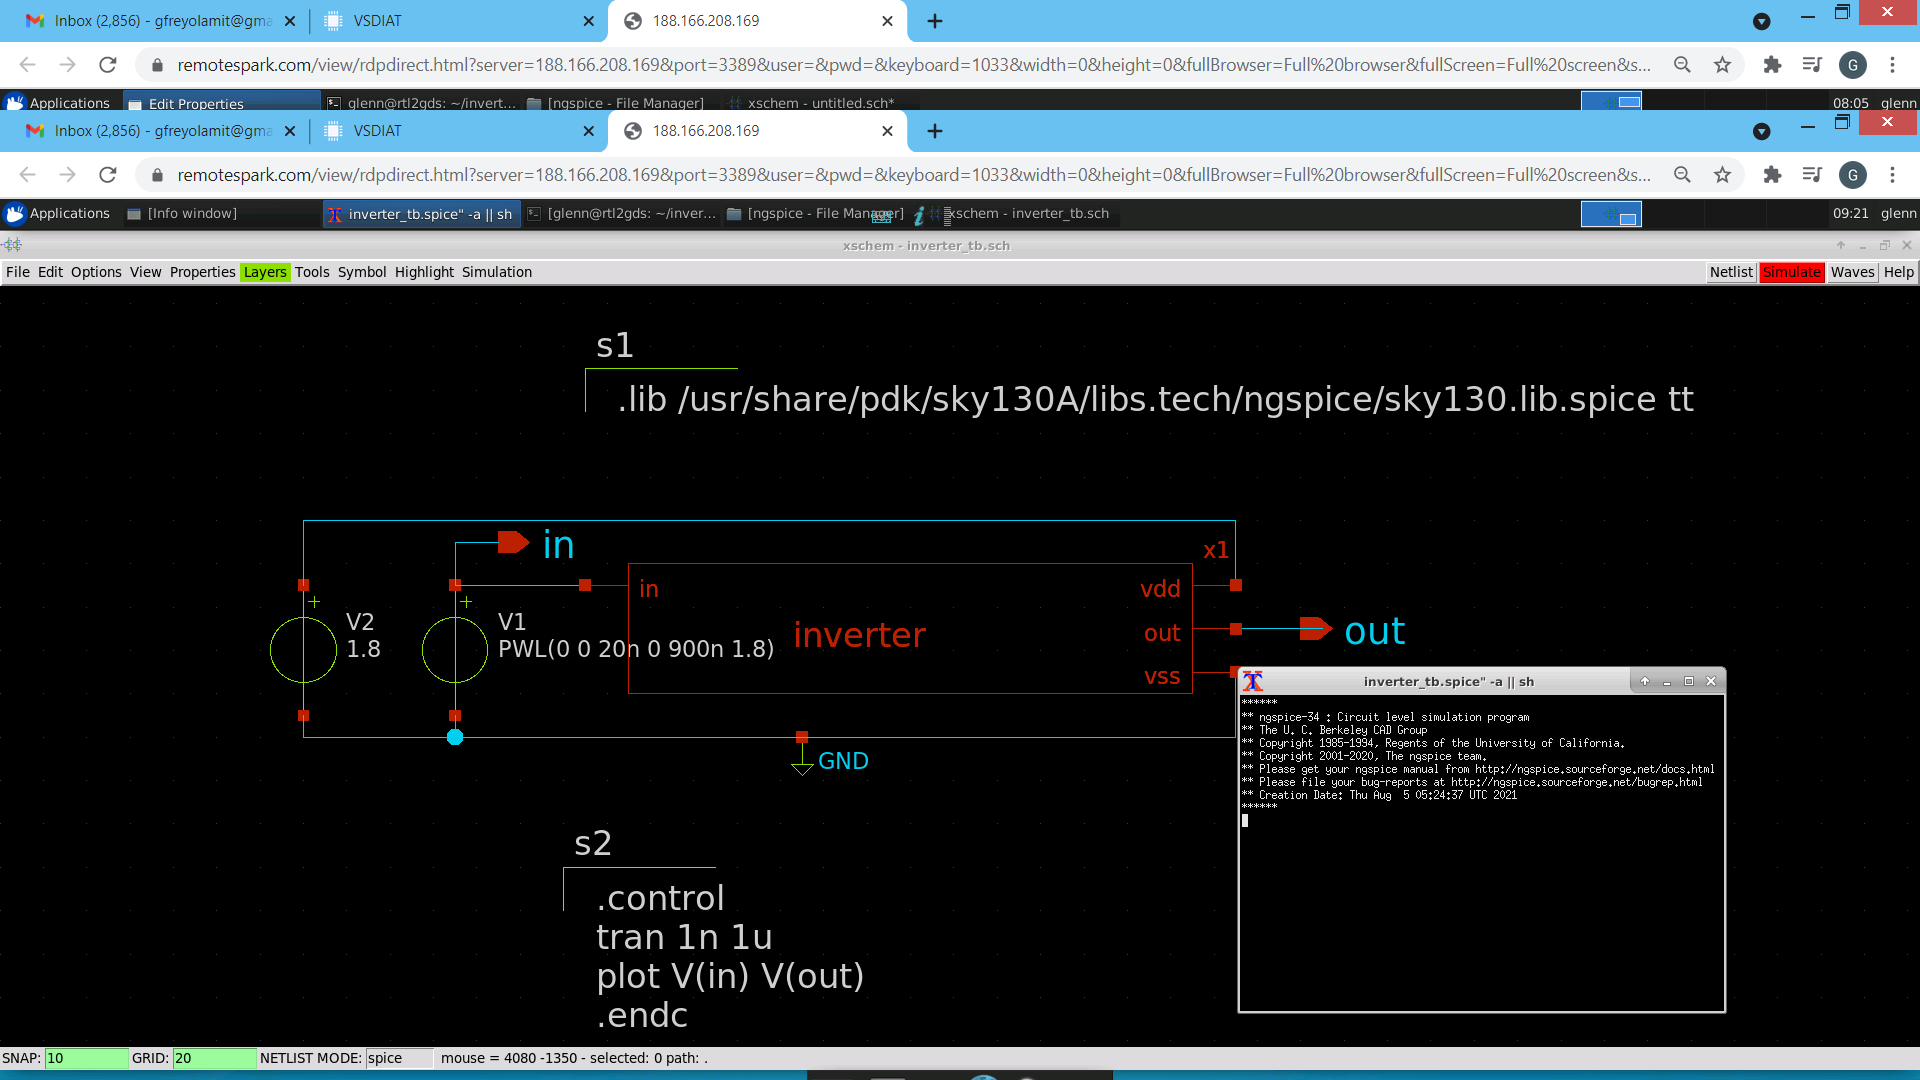 Inbox (2,856) - gfreyolamit@gma
VSDIAT
188.166.208.169
remotespark.com/view/rdpdirect.html?server=188.166.208.169&port=3389&user=&pwd=&keyboard=1033&width=0&height=0&fullBrowser=Full%20browser&fullScreen=Full%20screen&s...
G
Applications
Edit Properties
glenn@rtl2gds: ~/invert...
[ngspice - File Manager]
xschem - untitled.sch*
08:05
glenn
Inbox (2,856) - gfreyolamit@gma
VSDIAT
188.166.208.169
remotespark.com/view/rdpdirect.html?server=188.166.208.169&port=3389&user=&pwd=&keyboard=1033&width=0&height=0&fullBrowser=Full%20browser&fullScreen=Full%20screen&s...
G
Applications
[Info window]
inverter_tb.spice" -a || sh
[glenn@rtl2gds: ~/inver...
[ngspice - File Manager]
xschem - inverter_tb.sch
09:21
glenn
xschem - inverter_tb.sch
File Edit Options View Properties Layers Tools Symbol Highlight Simulation
Netlist Simulate Waves Help
s1
.lib /usr/share/pdk/sky130A/libs.tech/ngspice/sky130.lib.spice tt
in
x1
in
vdd
V2
1.8
V1
PWL(0 0 20n 0 900n 1.8)
inverter
out
out
vss
GND
inverter_tb.spice" -a || sh
******
** ngspice-34 : Circuit level simulation program
** The U. C. Berkeley CAD Group
** Copyright 1985-1994, Regents of the University of California.
** Copyright 2001-2020, The ngspice team.
** Please get your ngspice manual from http://ngspice.sourceforge.net/docs.html
** Please file your bug-reports at http://ngspice.sourceforge.net/bugrep.html
** Creation Date: Thu Aug  5 05:24:37 UTC 2021
******
s2
.control
tran 1n 1u
plot V(in) V(out)
.endc
SNAP: 10 GRID: 20 NETLIST MODE: spice mouse = 4080 -1350 - selected: 0 path: .